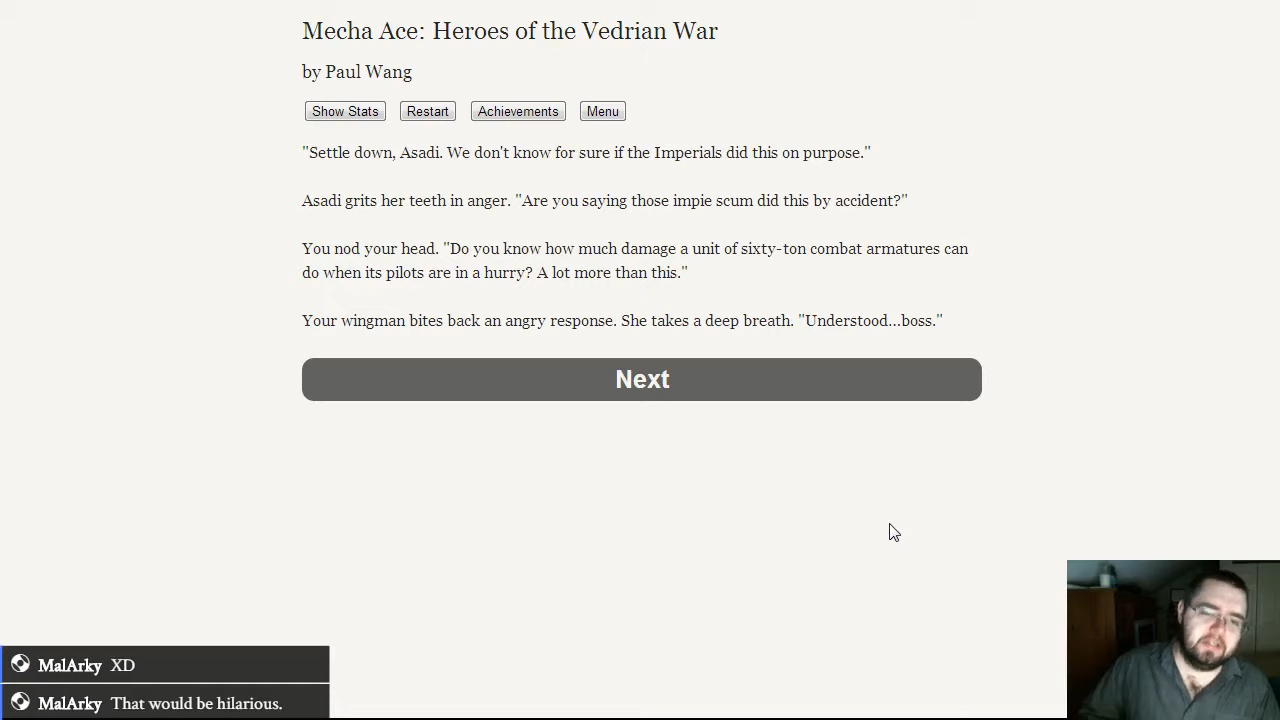 Mecha Ace: Heroes of the Vedrian War
by Paul Wang
Show Stats Restart Achievements Menu
"Settle down, Asadi. We don't know for sure if the Imperials did this on purpose."
Asadi grits her teeth in anger. "Are you saying those impie scum did this by accident?"
You nod your head. "Do you know how much damage a unit of sixty-ton combat armatures can
do when its pilots are in a hurry? A lot more than this."
Your wingman bites back an angry response. She takes a deep breath. "Understood…boss."
Next
MalArky XD
MalArky That would be hilarious.